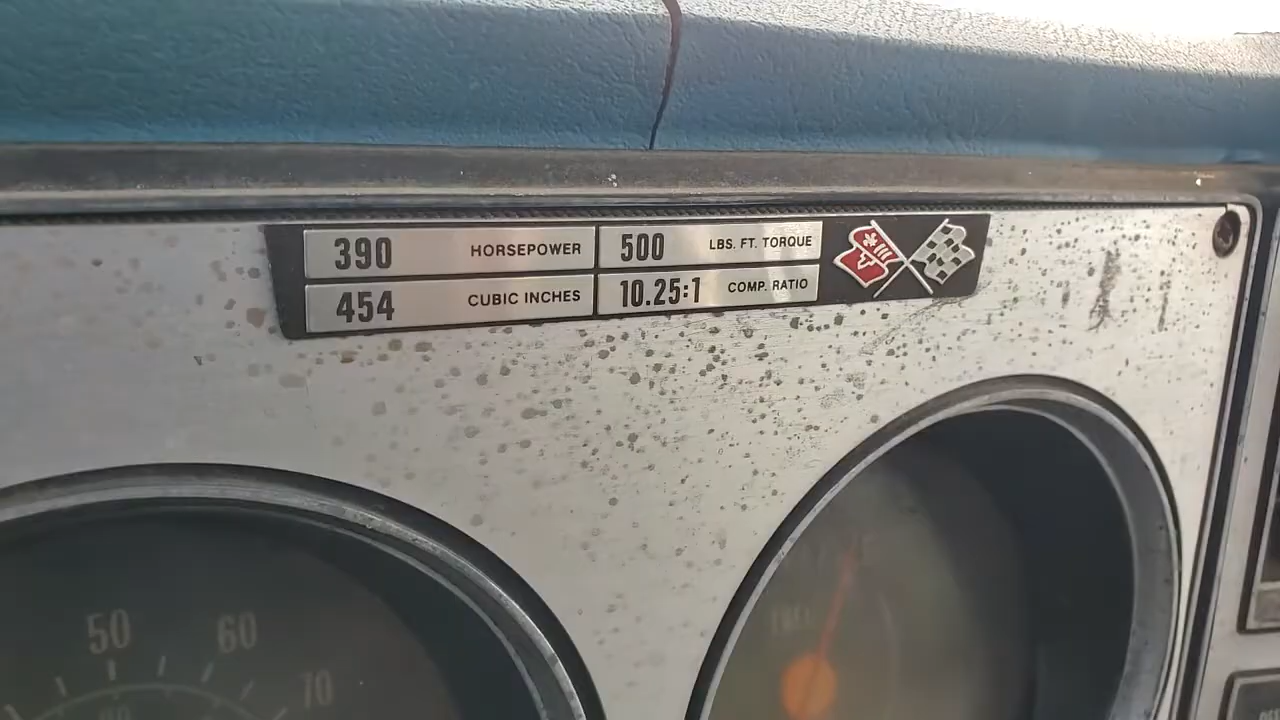 390 HORSEPOWER 500 LBS. FT. TORQUE
454 CUBIC INCHES 10.25:1 COMP. RATIO
50 60 70